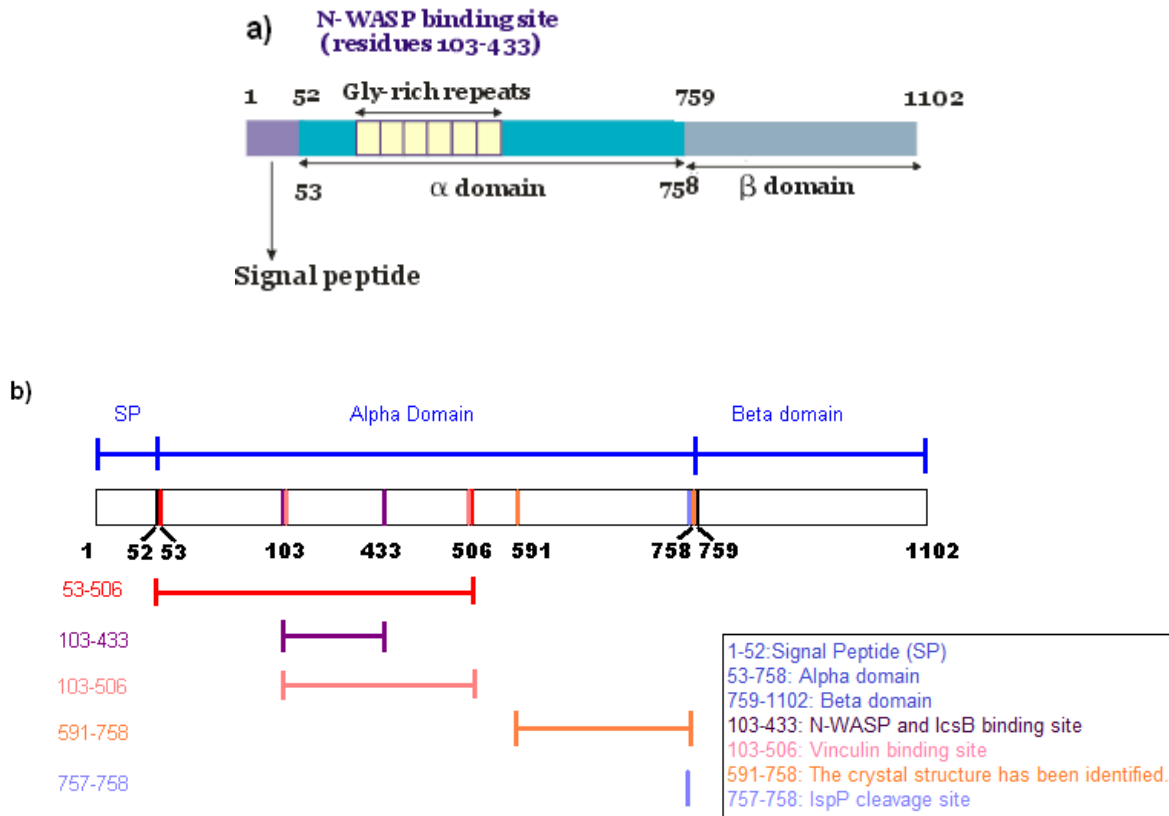 a)
N-WASP binding site
(residues 103-433)
1 52 Gly-rich repeats 759 1102
53 α domain 758 β domain
Signal peptide
b)
SP Alpha Domain Beta domain
1 52 53 103 433 506 591 758 759 1102
53-506
103-433
103-506
591-758
757-758
1-52:Signal Peptide (SP)
53-758: Alpha domain
759-1102: Beta domain
103-433: N-WASP and IcsB binding site
103-506: Vinculin binding site
591-758: The crystal structure has been identified.
757-758: IspP cleavage site